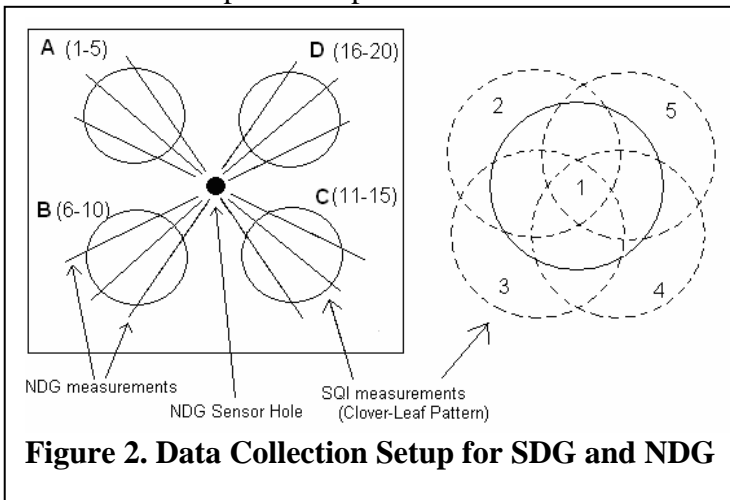 A (1-5)
D (16-20)
B (6-10)
C (11-15)
2
5
1
3
4
NDG measurements
NDG Sensor Hole
SQI measurements
(Clover-Leaf Pattern)
Figure 2. Data Collection Setup for SDG and NDG